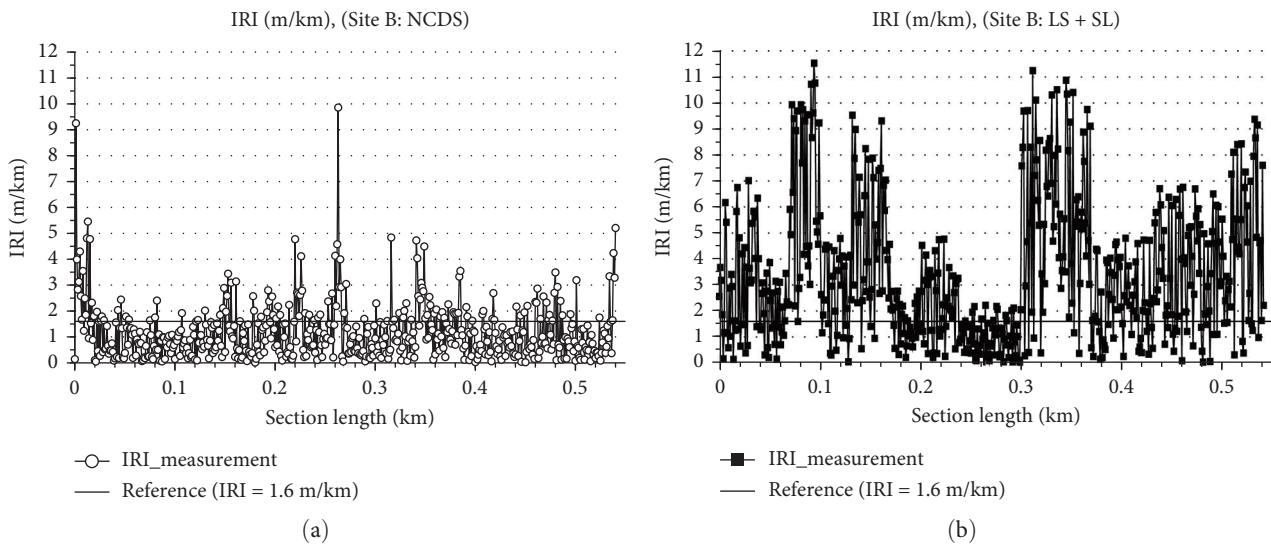 IRI (m/km), (Site B: NCDS)
12
11
10
9
8
7
6
5
4
3
2
1
0
IRI (m/km)
0 0.1 0.2 0.3 0.4 0.5
Section length (km)
IRI_measurement
Reference (IRI = 1.6 m/km)
(a)
IRI (m/km), (Site B: LS + SL)
12
11
10
9
8
7
6
5
4
3
2
1
0
IRI (m/km)
0 0.1 0.2 0.3 0.4 0.5
Section length (km)
IRI_measurement
Reference (IRI = 1.6 m/km)
(b)